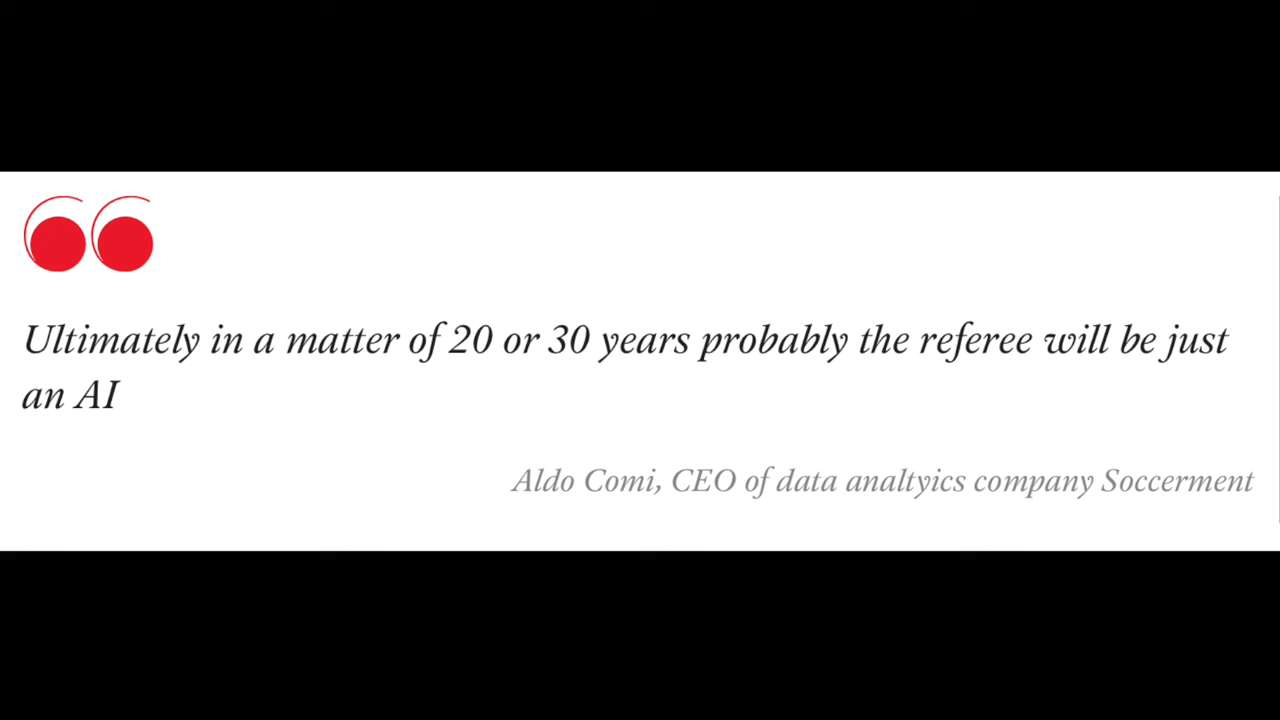 Ultimately in a matter of 20 or 30 years probably the referee will be just
an AI
Aldo Comi, CEO of data analtyics company Soccerment